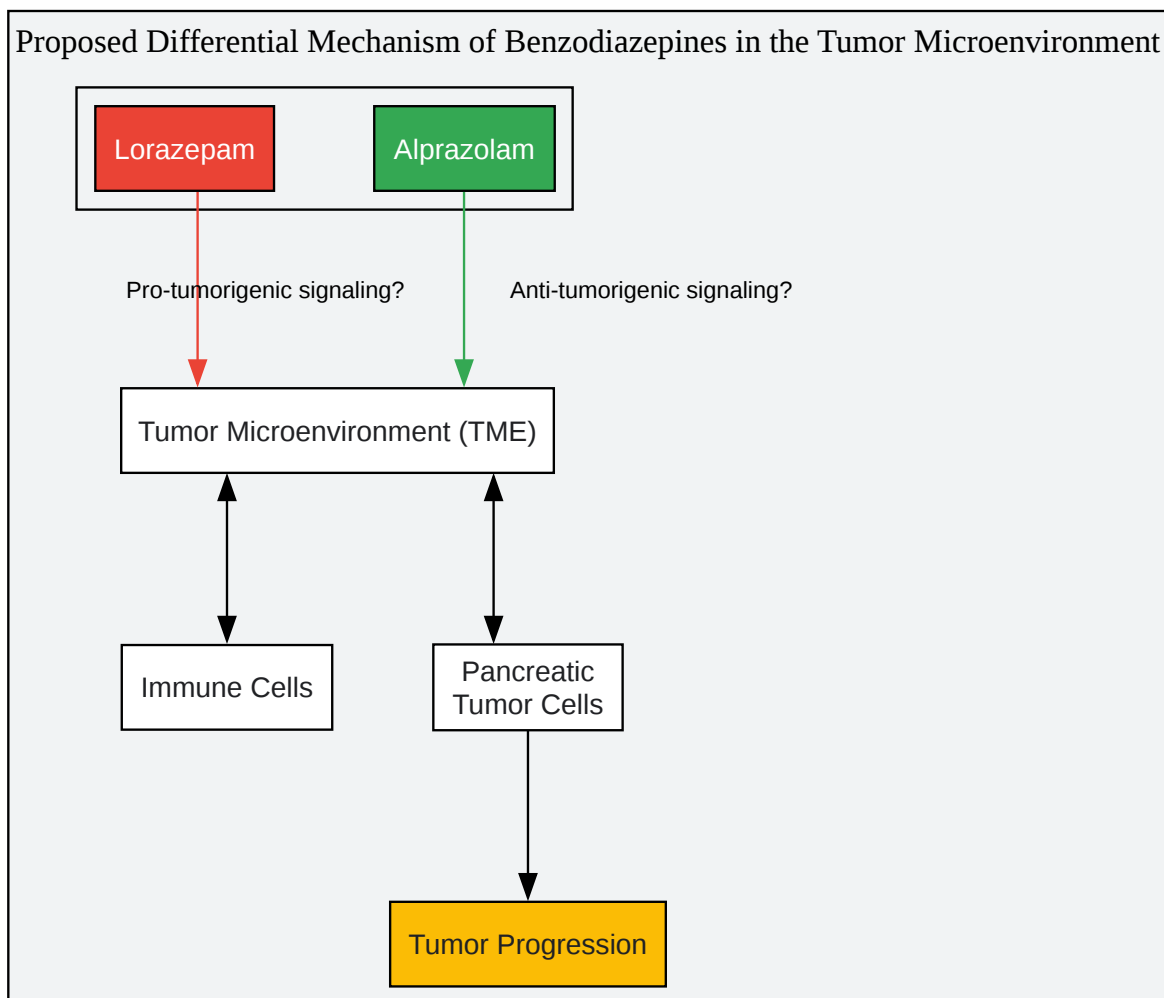 Proposed Differential Mechanism of Benzodiazepines in the Tumor Microenvironment
Lorazepam
Alprazolam
Pro-tumorigenic signaling?
Anti-tumorigenic signaling?
Tumor Microenvironment (TME)
Immune Cells
Pancreatic
Tumor Cells
Tumor Progression